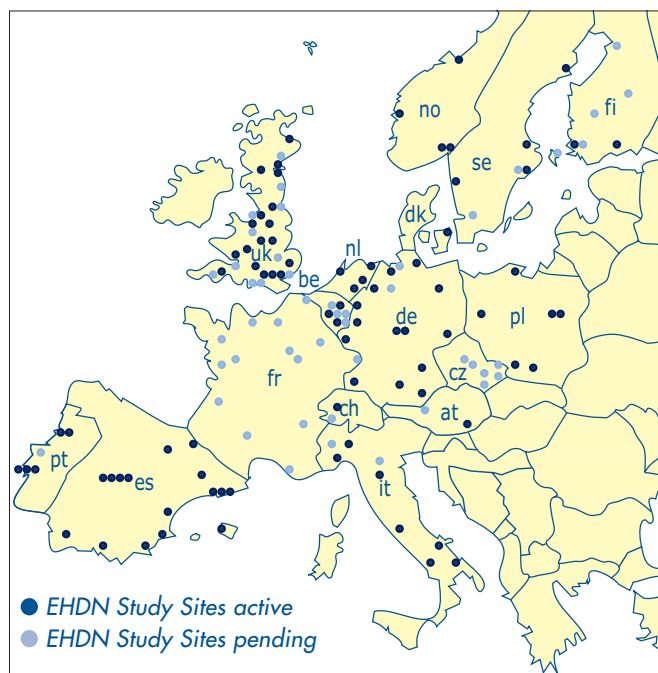 no
fi
se
dk
uk
nl
be
de
pl
cz
fr
ch
at
pt
es
it
EHDN Study Sites active
EHDN Study Sites pending